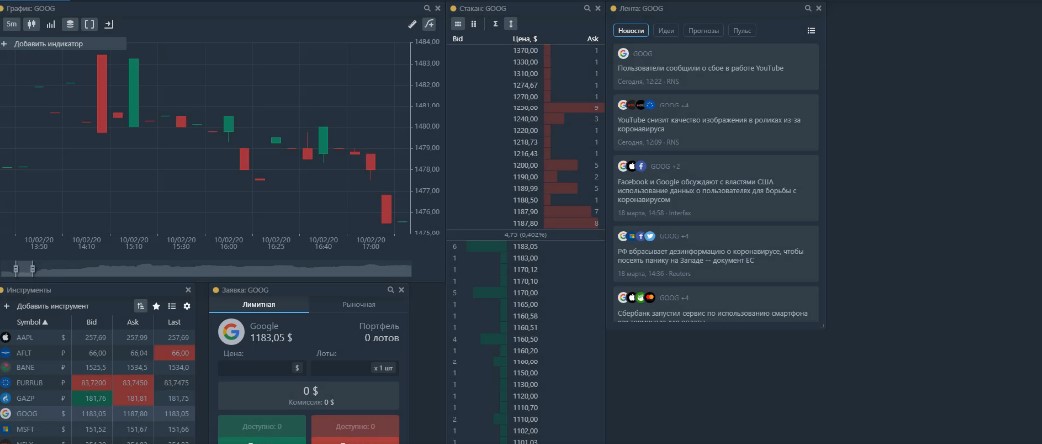 График: GOOG
5m
Добавить индикатор
1484,00
1483,00
1482,00
1481,00
1480,00
1479,00
1478,00
1477,00
1476,00
1475,00
10/02/20 13:50
10/02/20 14:10
10/02/20 15:10
10/02/20 15:30
10/02/20 16:00
10/02/20 16:25
10/02/20 16:40
10/02/20 17:00
Инструменты
Добавить инструмент
Symbol Bid Ask Last
AAPL $ 257,69 257,99 257,69
AFLT ₽ 66,00 66,04 66,00
BANE ₽ 1525,5 1534,5 1530,0
EURRUB ₽ 83,7200 83,7450 83,7475
GAZP ₽ 181,76 181,81 181,75
GOOG $ 1183,05 1187,80 1183,05
MSFT $ 151,52 151,67 151,66
Заявка: GOOG
Лимитная Рыночная
Google Портфель
1183,05 $ 0 лотов
Цена: Лоты:
$ x 1 шт
0 $
Комиссия: 0 $
Доступно: 0 Доступно: 0
Стакан: GOOG
Bid Цена, $ Ask
1370,00 1
1330,00 1
1310,00 1
1274,67 1
1270,00 1
1250,00 9
1240,00 3
1220,00 1
1218,73 1
1216,43 1
1200,00 5
1190,00 2
1189,99 5
1188,50 1
1187,90 7
1187,80 8
4,75 (0,402%)
6 1183,05
1 1183,00
1 1170,12
1 1170,10
5 1170,00
1 1165,00
1 1160,58
1 1160,51
4 1160,50
1 1160,20
2 1160,00
1 1150,00
1 1130,00
1 1120,00
1 1110,70
2 1110,00
1 1102,00
1 1101,03
Лента: GOOG
Новости Идеи Прогнозы Пульс
GOOG
Пользователи сообщили о сбое в работе YouTube
Сегодня, 12:22 · RNS
GOOG +4
YouTube снизит качество изображения в роликах из-за
коронавируса
Сегодня, 12:09 · RNS
GOOG +2
Facebook и Google обсуждают с властями США
использование данных о пользователях для борьбы с
коронавирусом
18 марта, 14:58 · Interfax
GOOG +4
РФ вбрасывает дезинформацию о коронавирусе, чтобы
посеять панику на Западе — документ ЕС
18 марта, 14:36 · Reuters
GOOG +4
Сбербанк запустил сервис по использованию смартфона